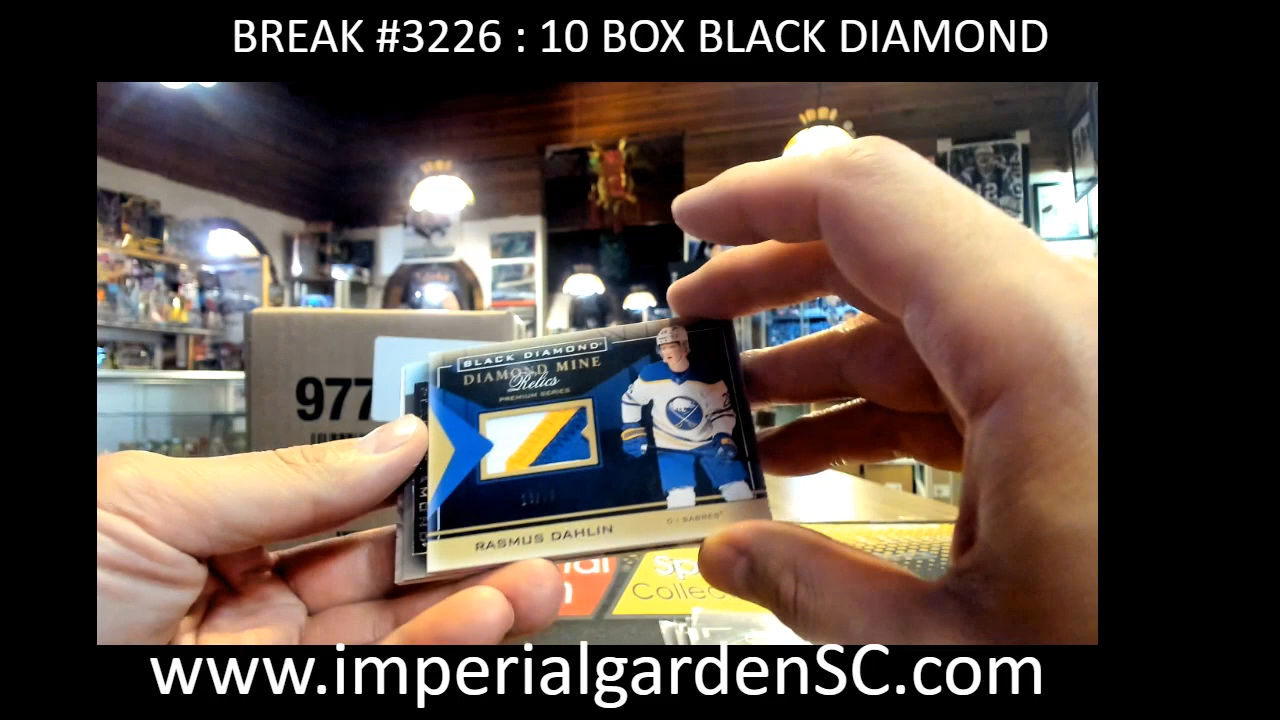 BREAK #3226 : 10 BOX BLACK DIAMOND
977
BLACK DIAMOND
DIAMOND MINE
Relics
PREMIUM SERIES
D | SABRES
RASMUS DAHLIN
Colle
www.imperialgardenSC.com